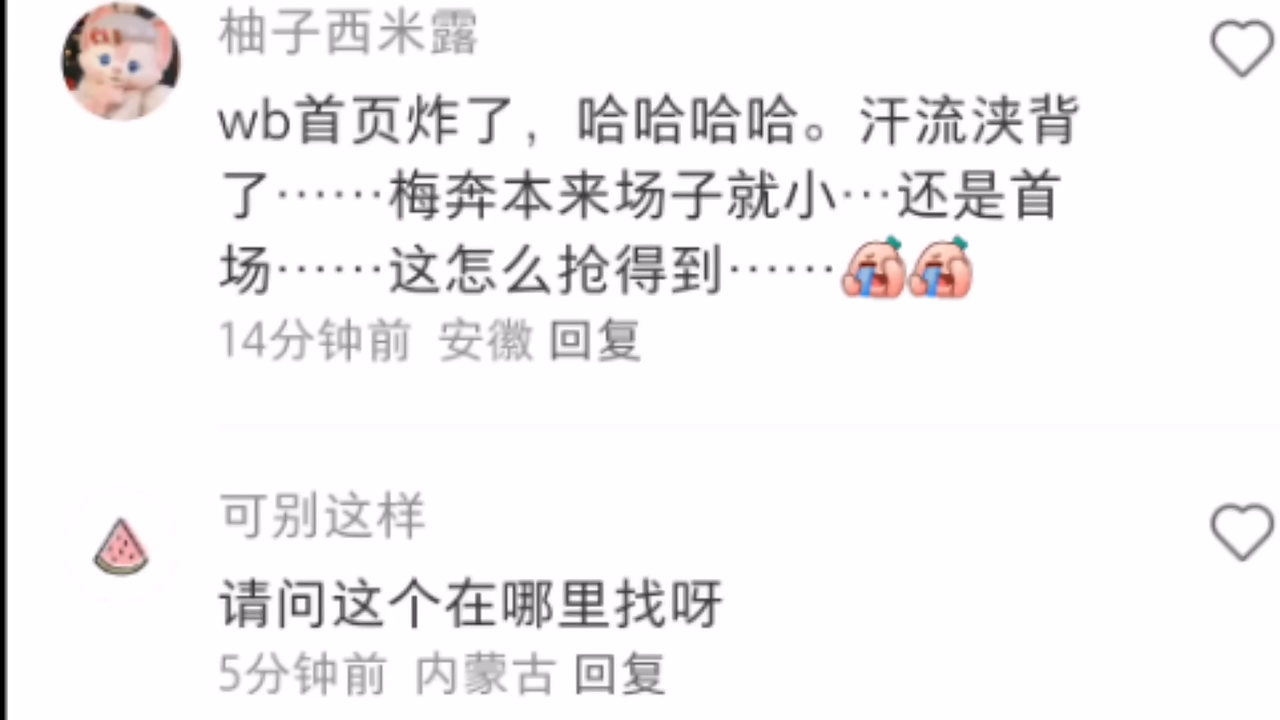 柚子西米露
wb首页炸了，哈哈哈哈。汗流浃背
了……梅奔本来场子就小…还是首
场……这怎么抢得到……
14分钟前 安徽 回复
可别这样
请问这个在哪里找呀
5分钟前 内蒙古 回复